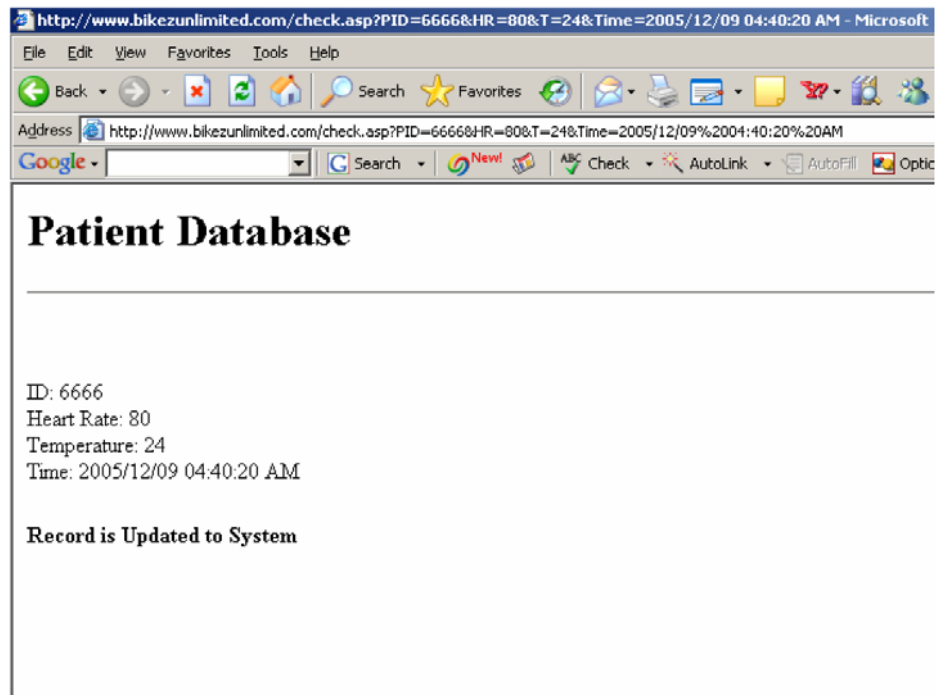 http://www.bikezunlimited.com/check.asp?PID=6666&HR=80&T=24&Time=2005/12/09 04:40:20 AM - Microsoft
File Edit View Favorites Tools Help
Back Search Favorites
Address http://www.bikezunlimited.com/check.asp?PID=6666&HR=80&T=24&Time=2005/12/09%2004:40:20%20AM
Google Search New! ABC Check AutoLink AutoFill Optic
Patient Database
ID: 6666
Heart Rate: 80
Temperature: 24
Time: 2005/12/09 04:40:20 AM
Record is Updated to System